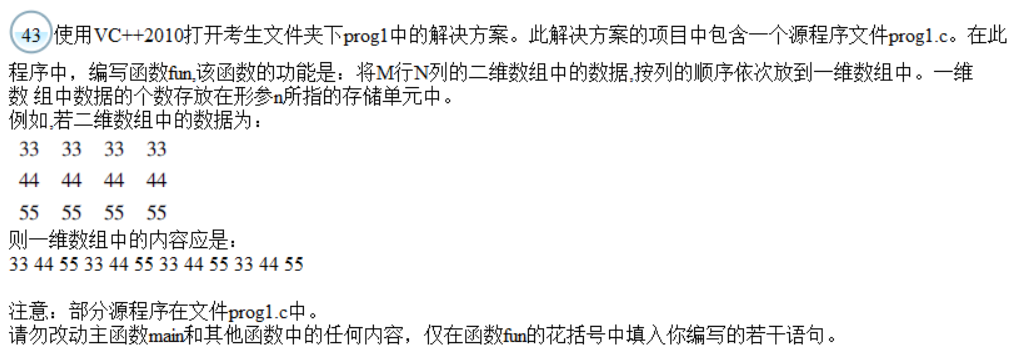 43 使用VC++2010打开考生文件夹下prog1中的解决方案。此解决方案的项目中包含一个源程序文件prog1.c。在此
程序中，编写函数fun,该函数的功能是：将M行N列的二维数组中的数据,按列的顺序依次放到一维数组中。一维
数 组中数据的个数存放在形参n所指的存储单元中。
例如,若二维数组中的数据为：
33 33 33 33
44 44 44 44
55 55 55 55
则一维数组中的内容应是：
33 44 55 33 44 55 33 44 55 33 44 55
注意：部分源程序在文件prog1.c中。
请勿改动主函数main和其他函数中的任何内容，仅在函数fun的花括号中填入你编写的若干语句。